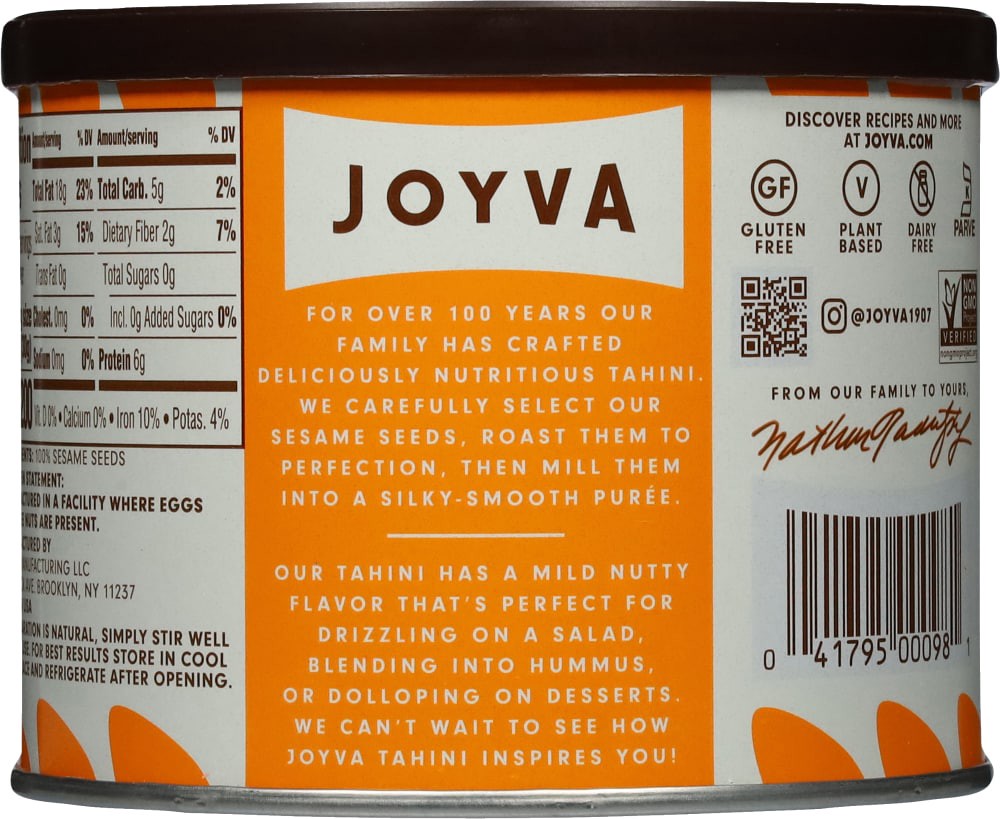 Amount/serving % DV Amount/serving % DV
Total Fat 18g 23% Total Carb. 5g 2%
Sat. Fat 3g 15% Dietary Fiber 2g 7%
Trans Fat 0g Total Sugars 0g
Cholest. 0mg 0% Incl. 0g Added Sugars 0%
Sodium 0mg 0% Protein 6g
Vit. D 0% • Calcium 0% • Iron 10% • Potas. 4%
100% SESAME SEEDS
STATEMENT:
IN A FACILITY WHERE EGGS
NUTS ARE PRESENT.
BY
LLC
AVE. BROOKLYN, NY 11237
USA
IS NATURAL, SIMPLY STIR WELL
FOR BEST RESULTS STORE IN COOL
AND REFRIGERATE AFTER OPENING.
JOYVA
FOR OVER 100 YEARS OUR
FAMILY HAS CRAFTED
DELICIOUSLY NUTRITIOUS TAHINI.
WE CAREFULLY SELECT OUR
SESAME SEEDS, ROAST THEM TO
PERFECTION, THEN MILL THEM
INTO A SILKY-SMOOTH PURÉE.
OUR TAHINI HAS A MILD NUTTY
FLAVOR THAT'S PERFECT FOR
DRIZZLING ON A SALAD,
BLENDING INTO HUMMUS,
OR DOLLOPING ON DESSERTS.
WE CAN'T WAIT TO SEE HOW
JOYVA TAHINI INSPIRES YOU!
DISCOVER RECIPES AND MORE
AT JOYVA.COM
GF
GLUTEN
FREE
V
PLANT
BASED
DAIRY
FREE
PARVE
@JOYVA1907
NON
GMO
VERIFIED
FROM OUR FAMILY TO YOURS,
0 41795 00098 1